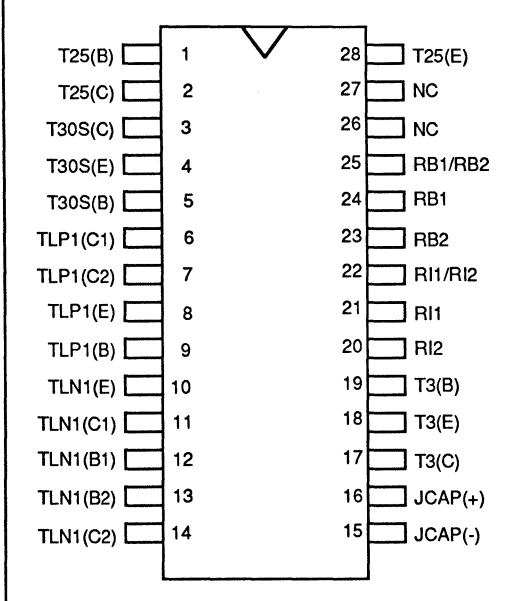 T25(B) 1 28 T25(E)
T25(C) 2 27 NC
T30S(C) 3 26 NC
T30S(E) 4 25 RB1/RB2
T30S(B) 5 24 RB1
TLP1(C1) 6 23 RB2
TLP1(C2) 7 22 RI1/RI2
TLP1(E) 8 21 RI1
TLP1(B) 9 20 RI2
TLN1(E) 10 19 T3(B)
TLN1(C1) 11 18 T3(E)
TLN1(B1) 12 17 T3(C)
TLN1(B2) 13 16 JCAP(+)
TLN1(C2) 14 15 JCAP(-)